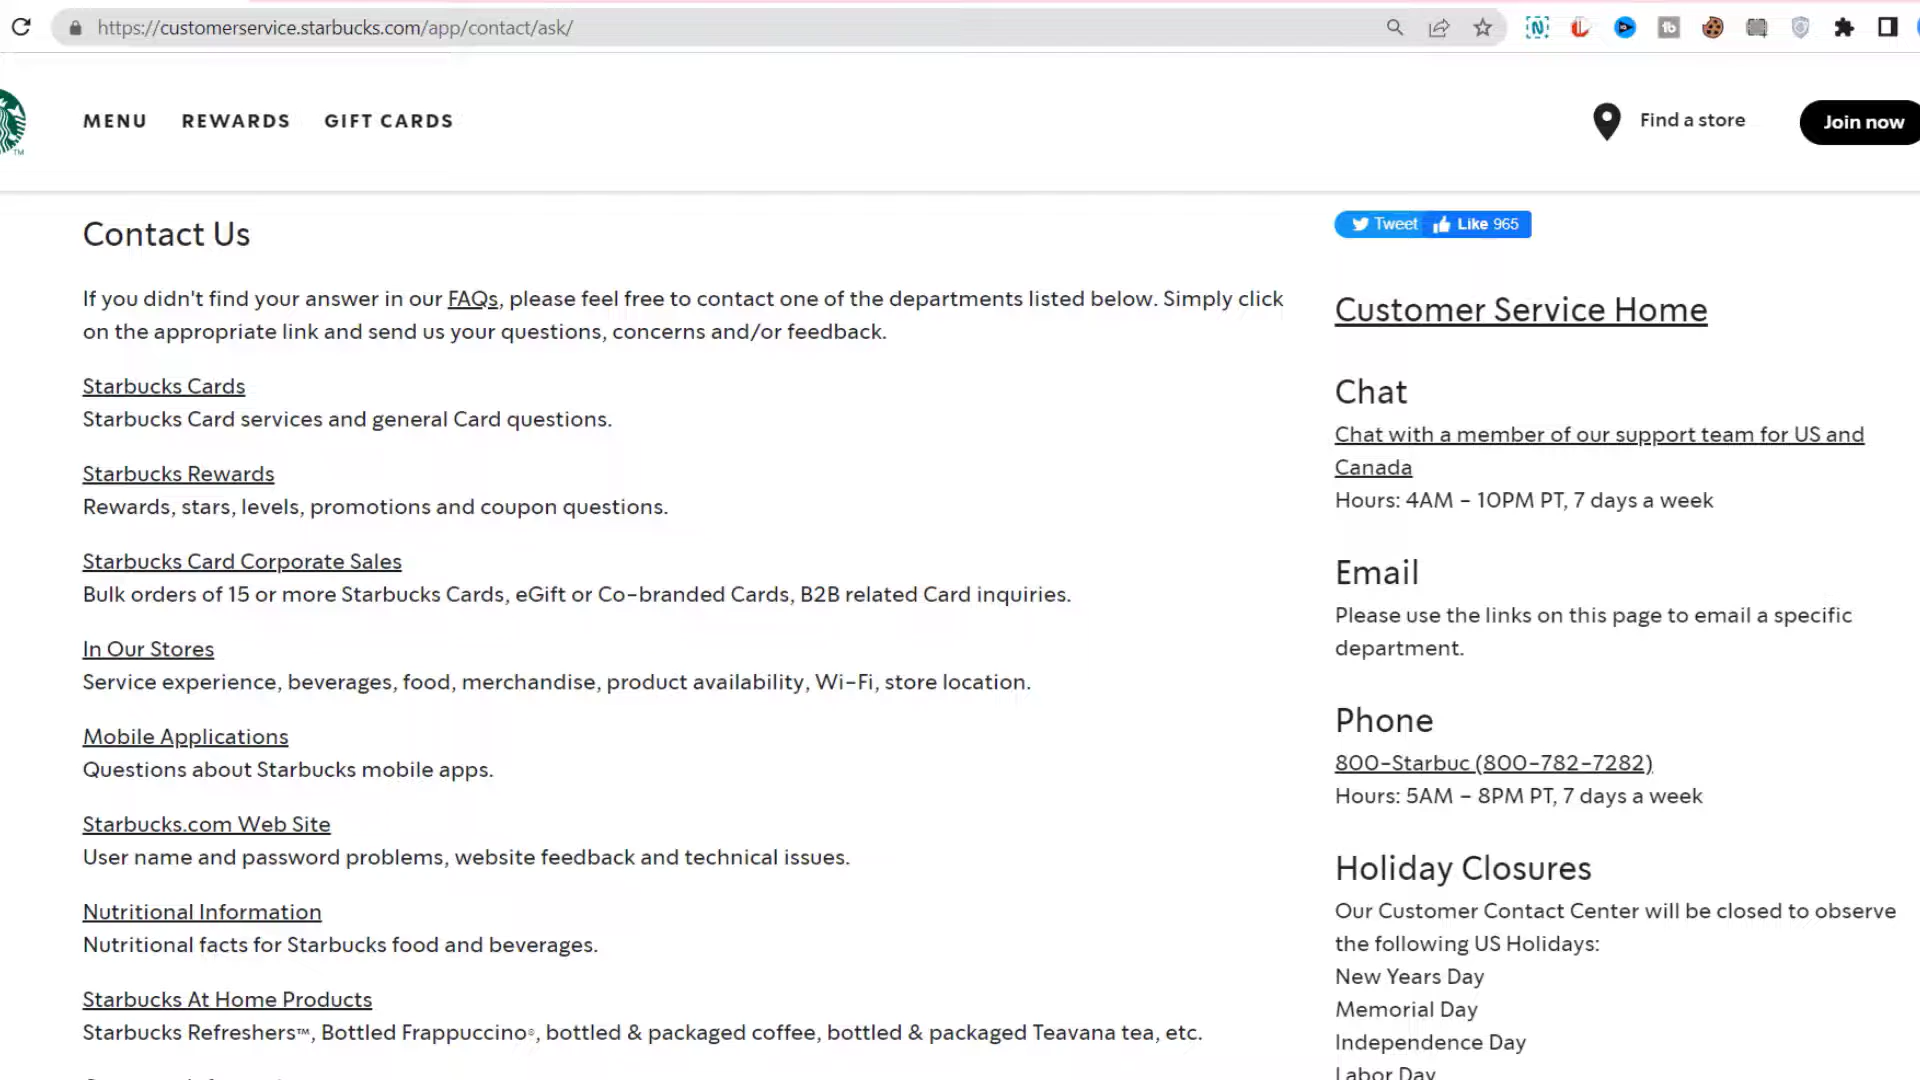 https://customerservice.starbucks.com/app/contact/ask/
MENU
REWARDS
GIFT CARDS
Find a store
Join now
TM
Contact Us
If you didn't find your answer in our FAQs, please feel free to contact one of the departments listed below. Simply click
on the appropriate link and send us your questions, concerns and/or feedback.
Starbucks Cards
Starbucks Card services and general Card questions.
Starbucks Rewards
Rewards, stars, levels, promotions and coupon questions.
Starbucks Card Corporate Sales
Bulk orders of 15 or more Starbucks Cards, eGift or Co-branded Cards, B2B related Card inquiries.
In Our Stores
Service experience, beverages, food, merchandise, product availability, Wi-Fi, store location.
Mobile Applications
Questions about Starbucks mobile apps.
Starbucks.com Web Site
User name and password problems, website feedback and technical issues.
Nutritional Information
Nutritional facts for Starbucks food and beverages.
Starbucks At Home Products
Starbucks Refreshers™, Bottled Frappuccino®, bottled & packaged coffee, bottled & packaged Teavana tea, etc.
Tweet
Like 965
Customer Service Home
Chat
Chat with a member of our support team for US and
Canada
Hours: 4AM – 10PM PT, 7 days a week
Email
Please use the links on this page to email a specific
department.
Phone
800-Starbuc (800-782-7282)
Hours: 5AM – 8PM PT, 7 days a week
Holiday Closures
Our Customer Contact Center will be closed to observe
the following US Holidays:
New Years Day
Memorial Day
Independence Day
Labor Day